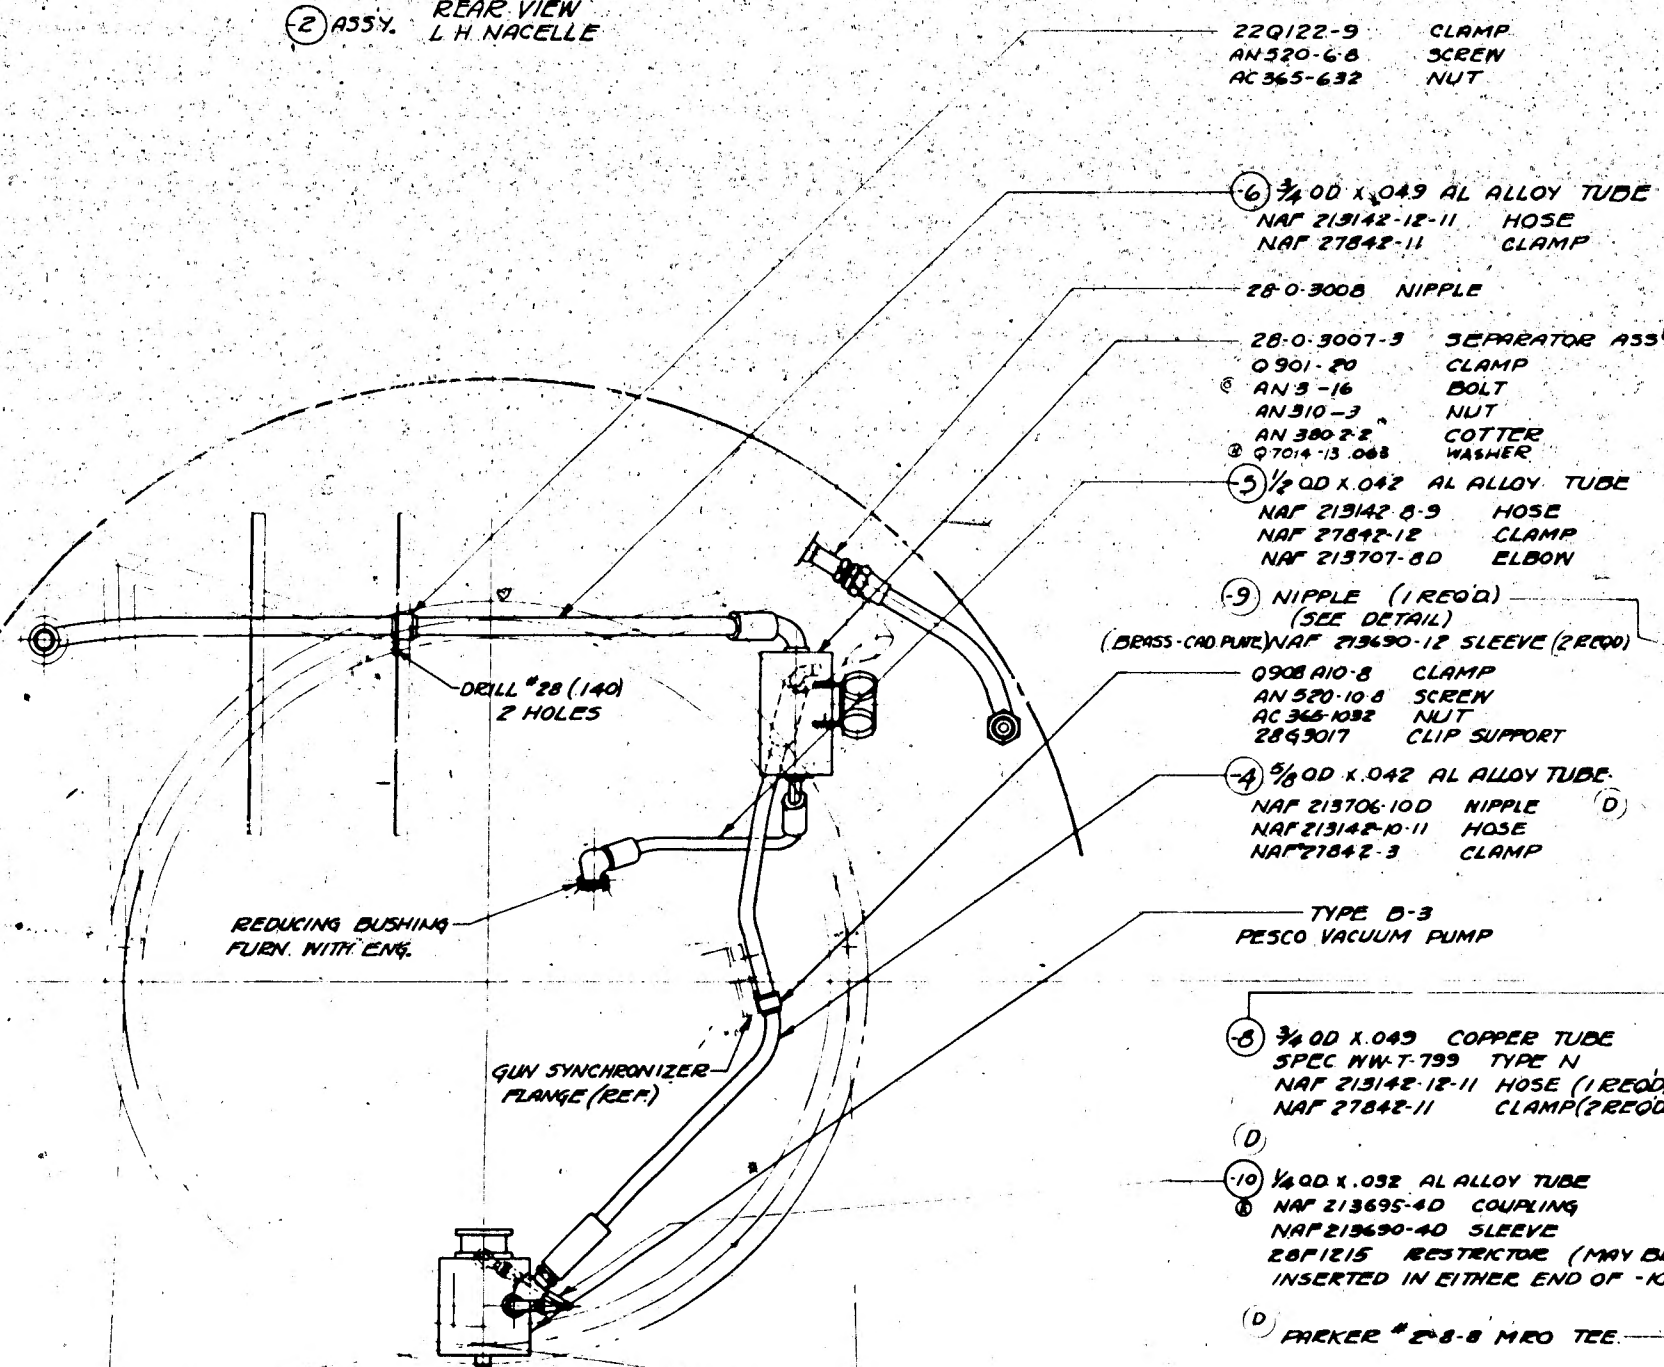 -2 ASSY. REAR VIEW
L H NACELLE
22Q122-9 CLAMP
AN520-6-8 SCREW
AC365-632 NUT
-6 3/4 OD X .049 AL ALLOY TUBE
NAF 213142-12-11 HOSE
NAF 27842-11 CLAMP
28-0-3008 NIPPLE
28-0-3007-3 SEPARATOR ASSY
Q901-20 CLAMP
AN3-16 BOLT
AN310-3 NUT
AN 380-2-2 COTTER
Q7014-13 .063 WASHER
1/2 OD X .042 AL ALLOY TUBE
NAF 213142-8-9 HOSE
NAF 27842-12 CLAMP
NAF 213707-8D ELBOW
-9 NIPPLE (1 REQ'D)
(SEE DETAIL)
(BRASS-CAD. PLATE) NAF 213690-12 SLEEVE (2 REQD)
Q908 A10-8 CLAMP
AN 520-10-8 SCREW
AC 365-1032 NUT
CLIP SUPPORT
-4 5/8 OD X .042 AL ALLOY TUBE
NAF 213706-10D NIPPLE (D)
NAF 213142-10-11 HOSE
NAF 27842-3 CLAMP
TYPE B-3
PESCO VACUUM PUMP
-8 3/4 OD X .049 COPPER TUBE
SPEC WW-T-799 TYPE N
NAF 213142-12-11 HOSE (1 REQD)
NAF 27842-11 CLAMP (2 REQD
(D)
-10 1/4 OD X .032 AL ALLOY TUBE
NAF 213695-4D COUPLING
NAF 213690-4D SLEEVE
28F1215 RESTRICTOR (MAY BE
INSERTED IN EITHER END OF -10
(D) PARKER # 2-8-8 MRO TEE
DRILL #28 (.140)
2 HOLES
REDUCING BUSHING
FURN. WITH ENG.
GUN SYNCHRONIZER
FLANGE (REF.)